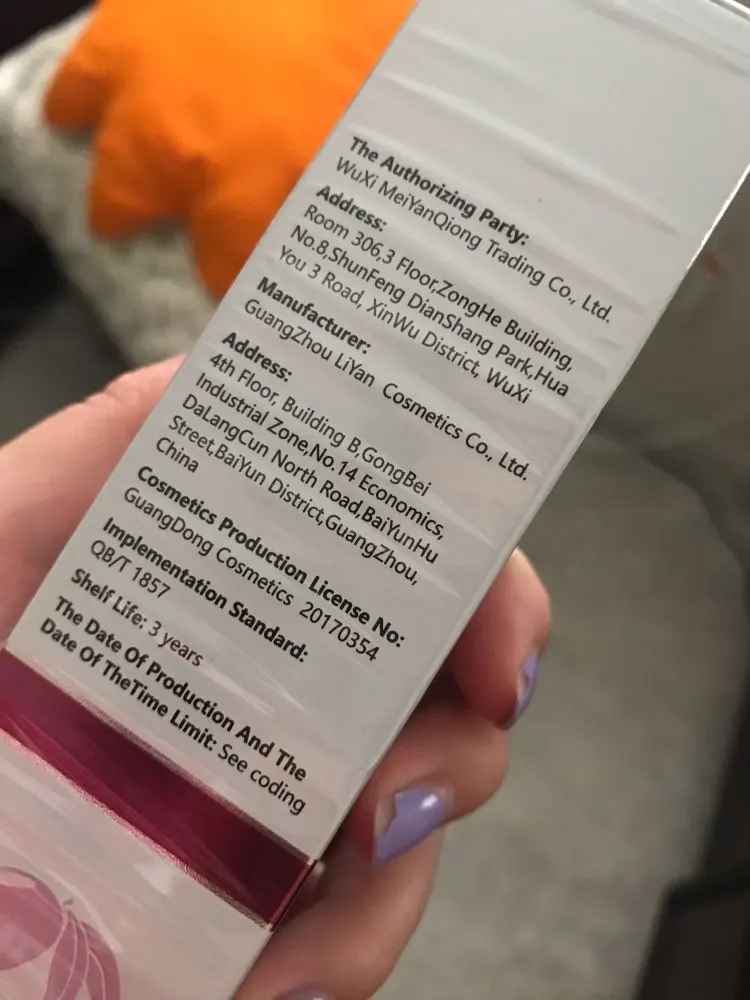 The Authorizing Party:
WuXi MeiYanQiong Trading Co., Ltd.
Address:
Room 306,3 Floor,ZongHe Building,
No.8,ShunFeng DianShang Park,Hua
You 3 Road, XinWu District, WuXi
Manufacturer:
GuangZhou LiYan Cosmetics Co., Ltd.
Address:
4th Floor, Building B,GongBei
Industrial Zone,No.14 Economics,
DaLangCun North Road,BaiYunHu
Street,BaiYun District,GuangZhou,
China
Cosmetics Production License No:
GuangDong Cosmetics 20170354
Implementation Standard:
QB/T 1857
Shelf Life: 3 years
The Date Of Production And The
Date Of TheTime Limit: See coding